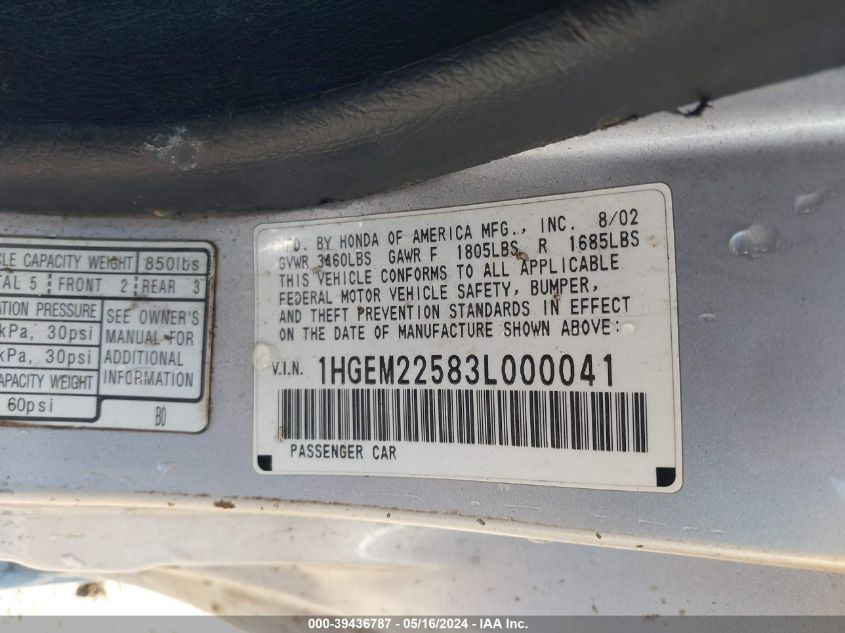 CLE CAPACITY WEIGHT 850lbs
TAL 5 FRONT 2 REAR 3
ATION PRESSURE
kPa, 30psi
kPa, 30psi
SEE OWNER'S
MANUAL FOR
ADDITIONAL
INFORMATION
APACITY WEIGHT
60psi
B0
MFD. BY HONDA OF AMERICA MFG., INC. 8/02
GVWR 3460LBS GAWR F 1805LBS R 1685LBS
THIS VEHICLE CONFORMS TO ALL APPLICABLE
FEDERAL MOTOR VEHICLE SAFETY, BUMPER,
AND THEFT PREVENTION STANDARDS IN EFFECT
ON THE DATE OF MANUFACTURE SHOWN ABOVE:
V.I.N. 1HGEM22583L000041
PASSENGER CAR
000-39436787 - 05/16/2024 - IAA Inc.